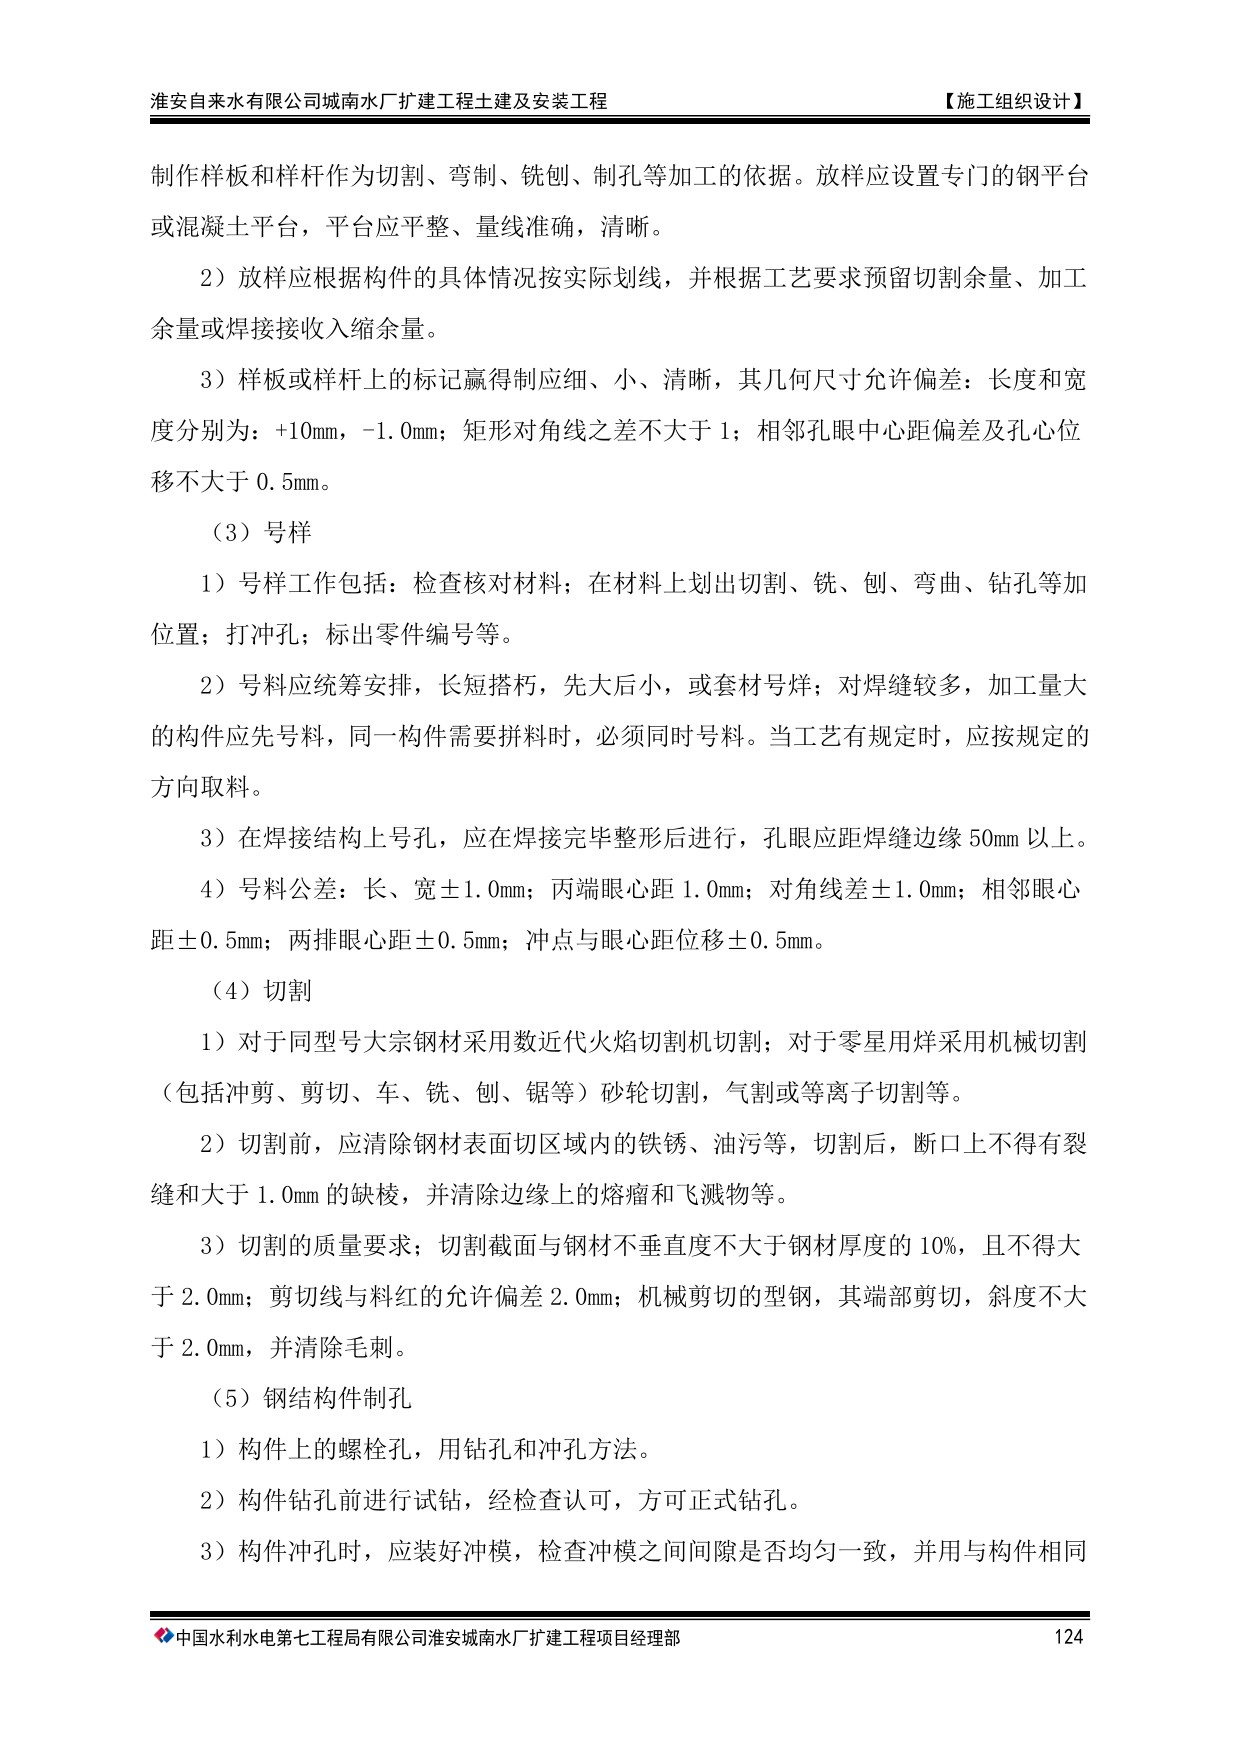 淮安自来水有限公司城南水厂扩建工程土建及安装工程 【施工组织设计】
制作样板和样杆作为切割、弯制、铣刨、制孔等加工的依据。放样应设置专门的钢平台
或混凝土平台，平台应平整、量线准确，清晰。
2）放样应根据构件的具体情况按实际划线，并根据工艺要求预留切割余量、加工
余量或焊接接收入缩余量。
3）样板或样杆上的标记赢得制应细、小、清晰，其几何尺寸允许偏差：长度和宽
度分别为：+10mm，-1.0mm；矩形对角线之差不大于 1；相邻孔眼中心距偏差及孔心位
移不大于 0.5mm。
（3）号样
1）号样工作包括：检查核对材料；在材料上划出切割、铣、刨、弯曲、钻孔等加
位置；打冲孔；标出零件编号等。
2）号料应统筹安排，长短搭朽，先大后小，或套材号烊；对焊缝较多，加工量大
的构件应先号料，同一构件需要拼料时，必须同时号料。当工艺有规定时，应按规定的
方向取料。
3）在焊接结构上号孔，应在焊接完毕整形后进行，孔眼应距焊缝边缘 50mm 以上。
4）号料公差：长、宽±1.0mm；丙端眼心距 1.0mm；对角线差±1.0mm；相邻眼心
距±0.5mm；两排眼心距±0.5mm；冲点与眼心距位移±0.5mm。
（4）切割
1）对于同型号大宗钢材采用数近代火焰切割机切割；对于零星用烊采用机械切割
（包括冲剪、剪切、车、铣、刨、锯等）砂轮切割，气割或等离子切割等。
2）切割前，应清除钢材表面切区域内的铁锈、油污等，切割后，断口上不得有裂
缝和大于 1.0mm 的缺棱，并清除边缘上的熔瘤和飞溅物等。
3）切割的质量要求；切割截面与钢材不垂直度不大于钢材厚度的 10%，且不得大
于 2.0mm；剪切线与料红的允许偏差 2.0mm；机械剪切的型钢，其端部剪切，斜度不大
于 2.0mm，并清除毛刺。
（5）钢结构件制孔
1）构件上的螺栓孔，用钻孔和冲孔方法。
2）构件钻孔前进行试钻，经检查认可，方可正式钻孔。
3）构件冲孔时，应装好冲模，检查冲模之间间隙是否均匀一致，并用与构件相同
中国水利水电第七工程局有限公司淮安城南水厂扩建工程项目经理部 124